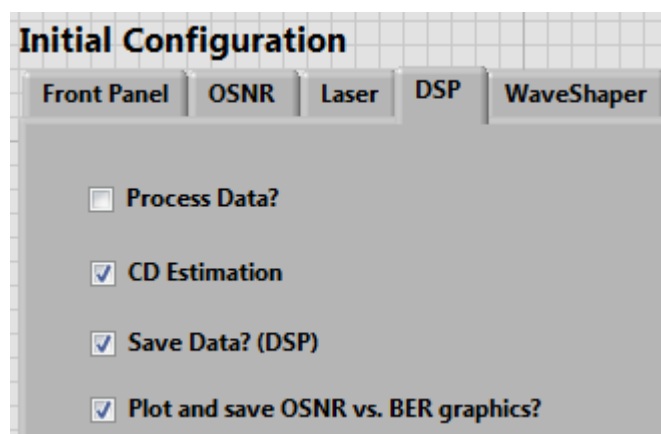 Initial Configuration
Front Panel OSNR Laser DSP WaveShaper
Process Data?
CD Estimation
Save Data? (DSP)
Plot and save OSNR vs. BER graphics?